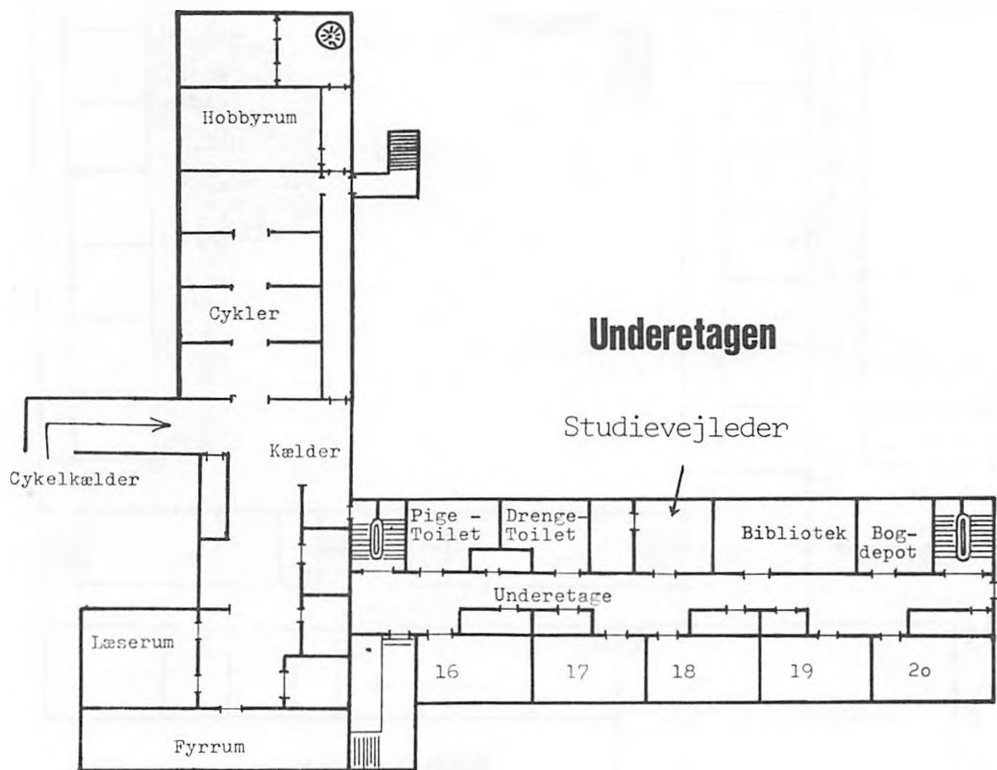 Hobbyrum
Cykler
Underetagen
Studievejleder
Kælder
Cykelkælder
Pige-
Toilet
Drenge-
Toilet
Bibliotek
Bog-
depot
Underetage
Læserum
16
17
18
19
2o
Fyrrum